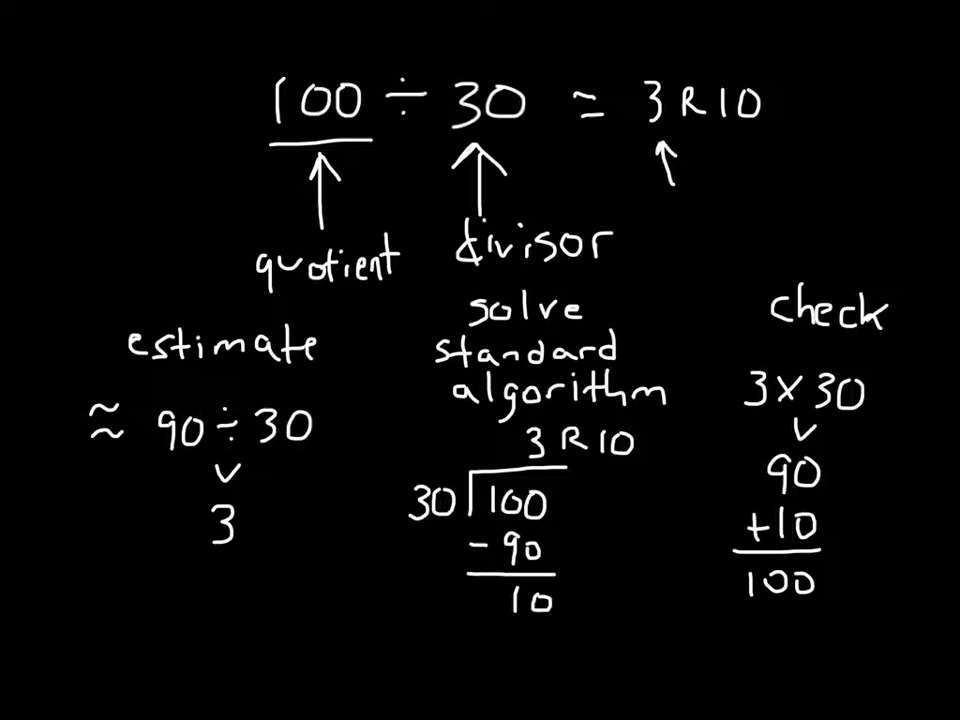 100 ÷ 30 = 3 R 10
quotient divisor
estimate
≈ 90 ÷ 30
3
solve
standard
algorithm
3 R 10
30 100
- 90
10
check
3 x 30
90
+10
100